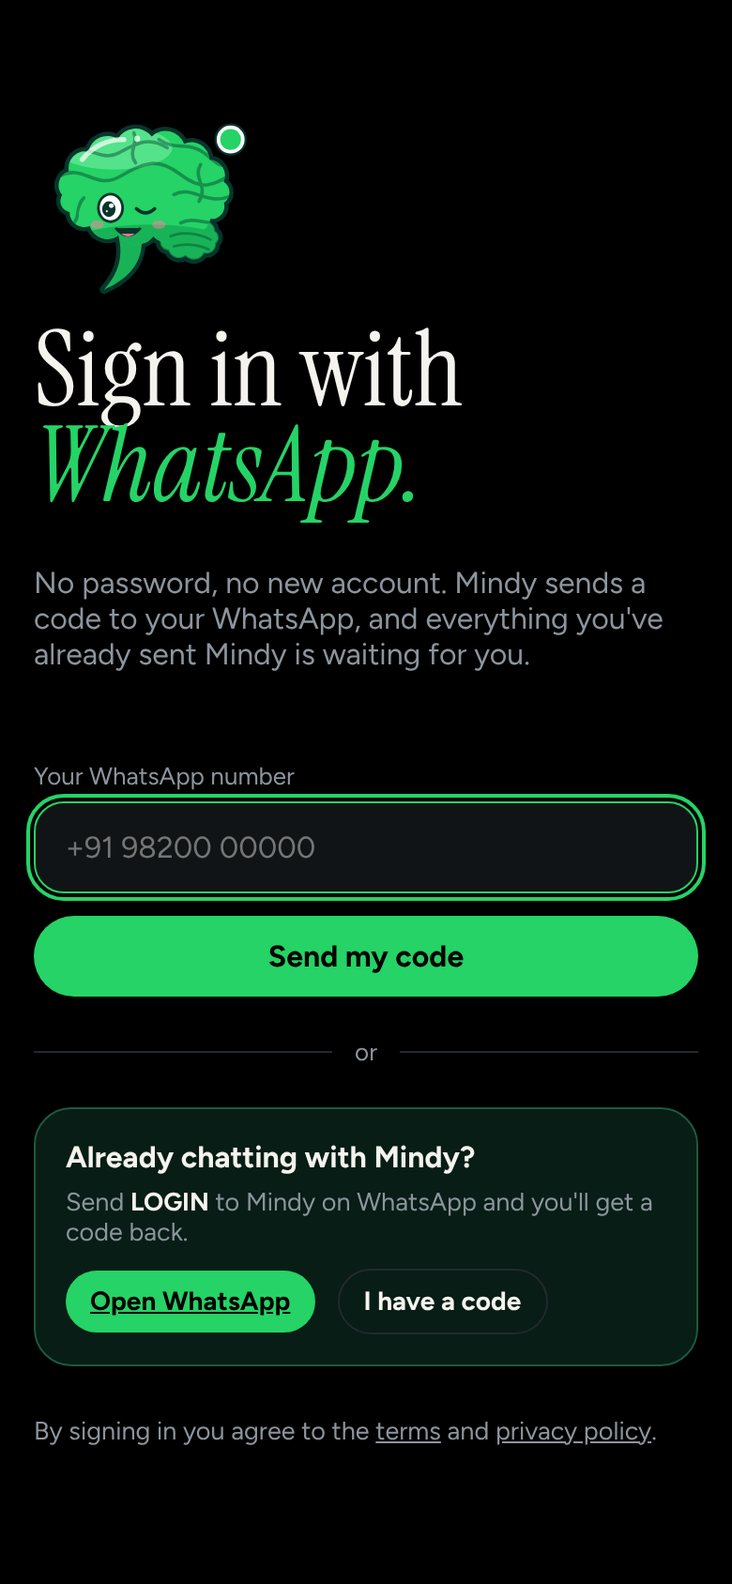 Sign in with
WhatsApp.
No password, no new account. Mindy sends a
code to your WhatsApp, and everything you've
already sent Mindy is waiting for you.
Your WhatsApp number
+91 98200 00000
Send my code
or
Already chatting with Mindy?
Send LOGIN to Mindy on WhatsApp and you'll get a
code back.
Open WhatsApp
I have a code
By signing in you agree to the terms and privacy policy.